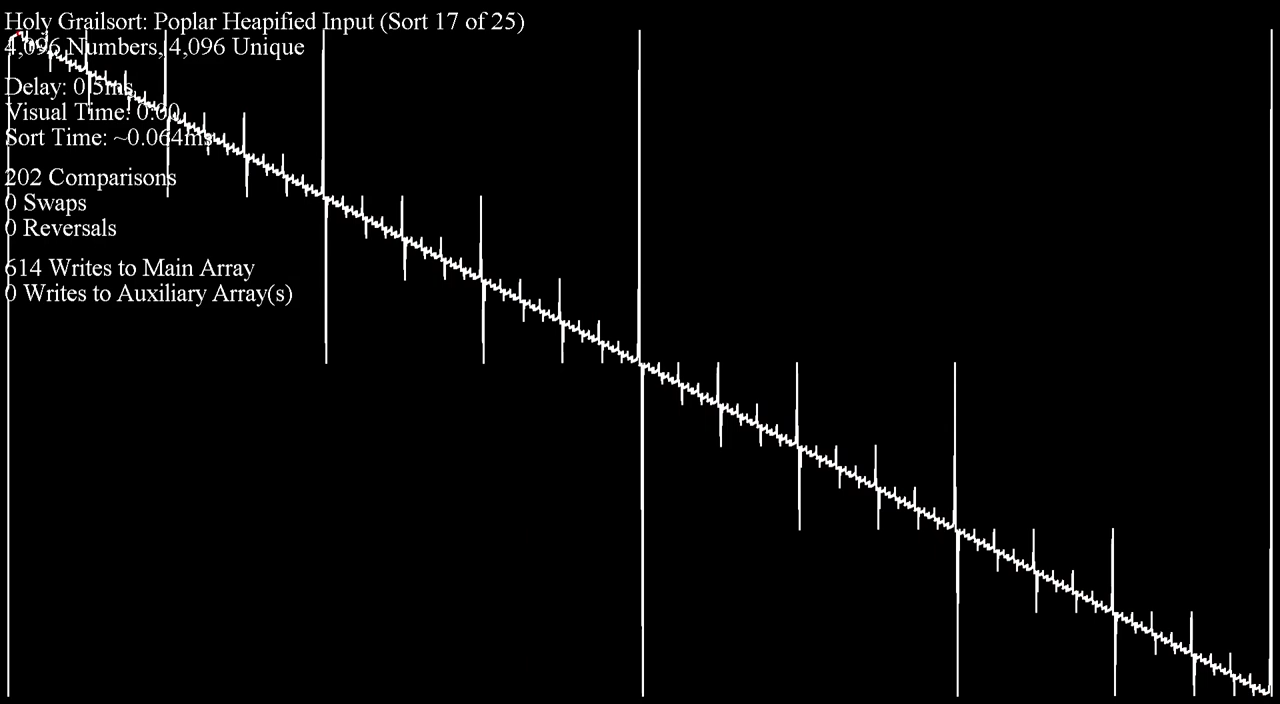 Holy Grailsort: Poplar Heapified Input (Sort 17 of 25)
4,096 Numbers, 4,096 Unique
Delay: 0.5ms
Visual Time: 0:00
Sort Time: ~0.064ms
202 Comparisons
0 Swaps
0 Reversals
614 Writes to Main Array
0 Writes to Auxiliary Array(s)